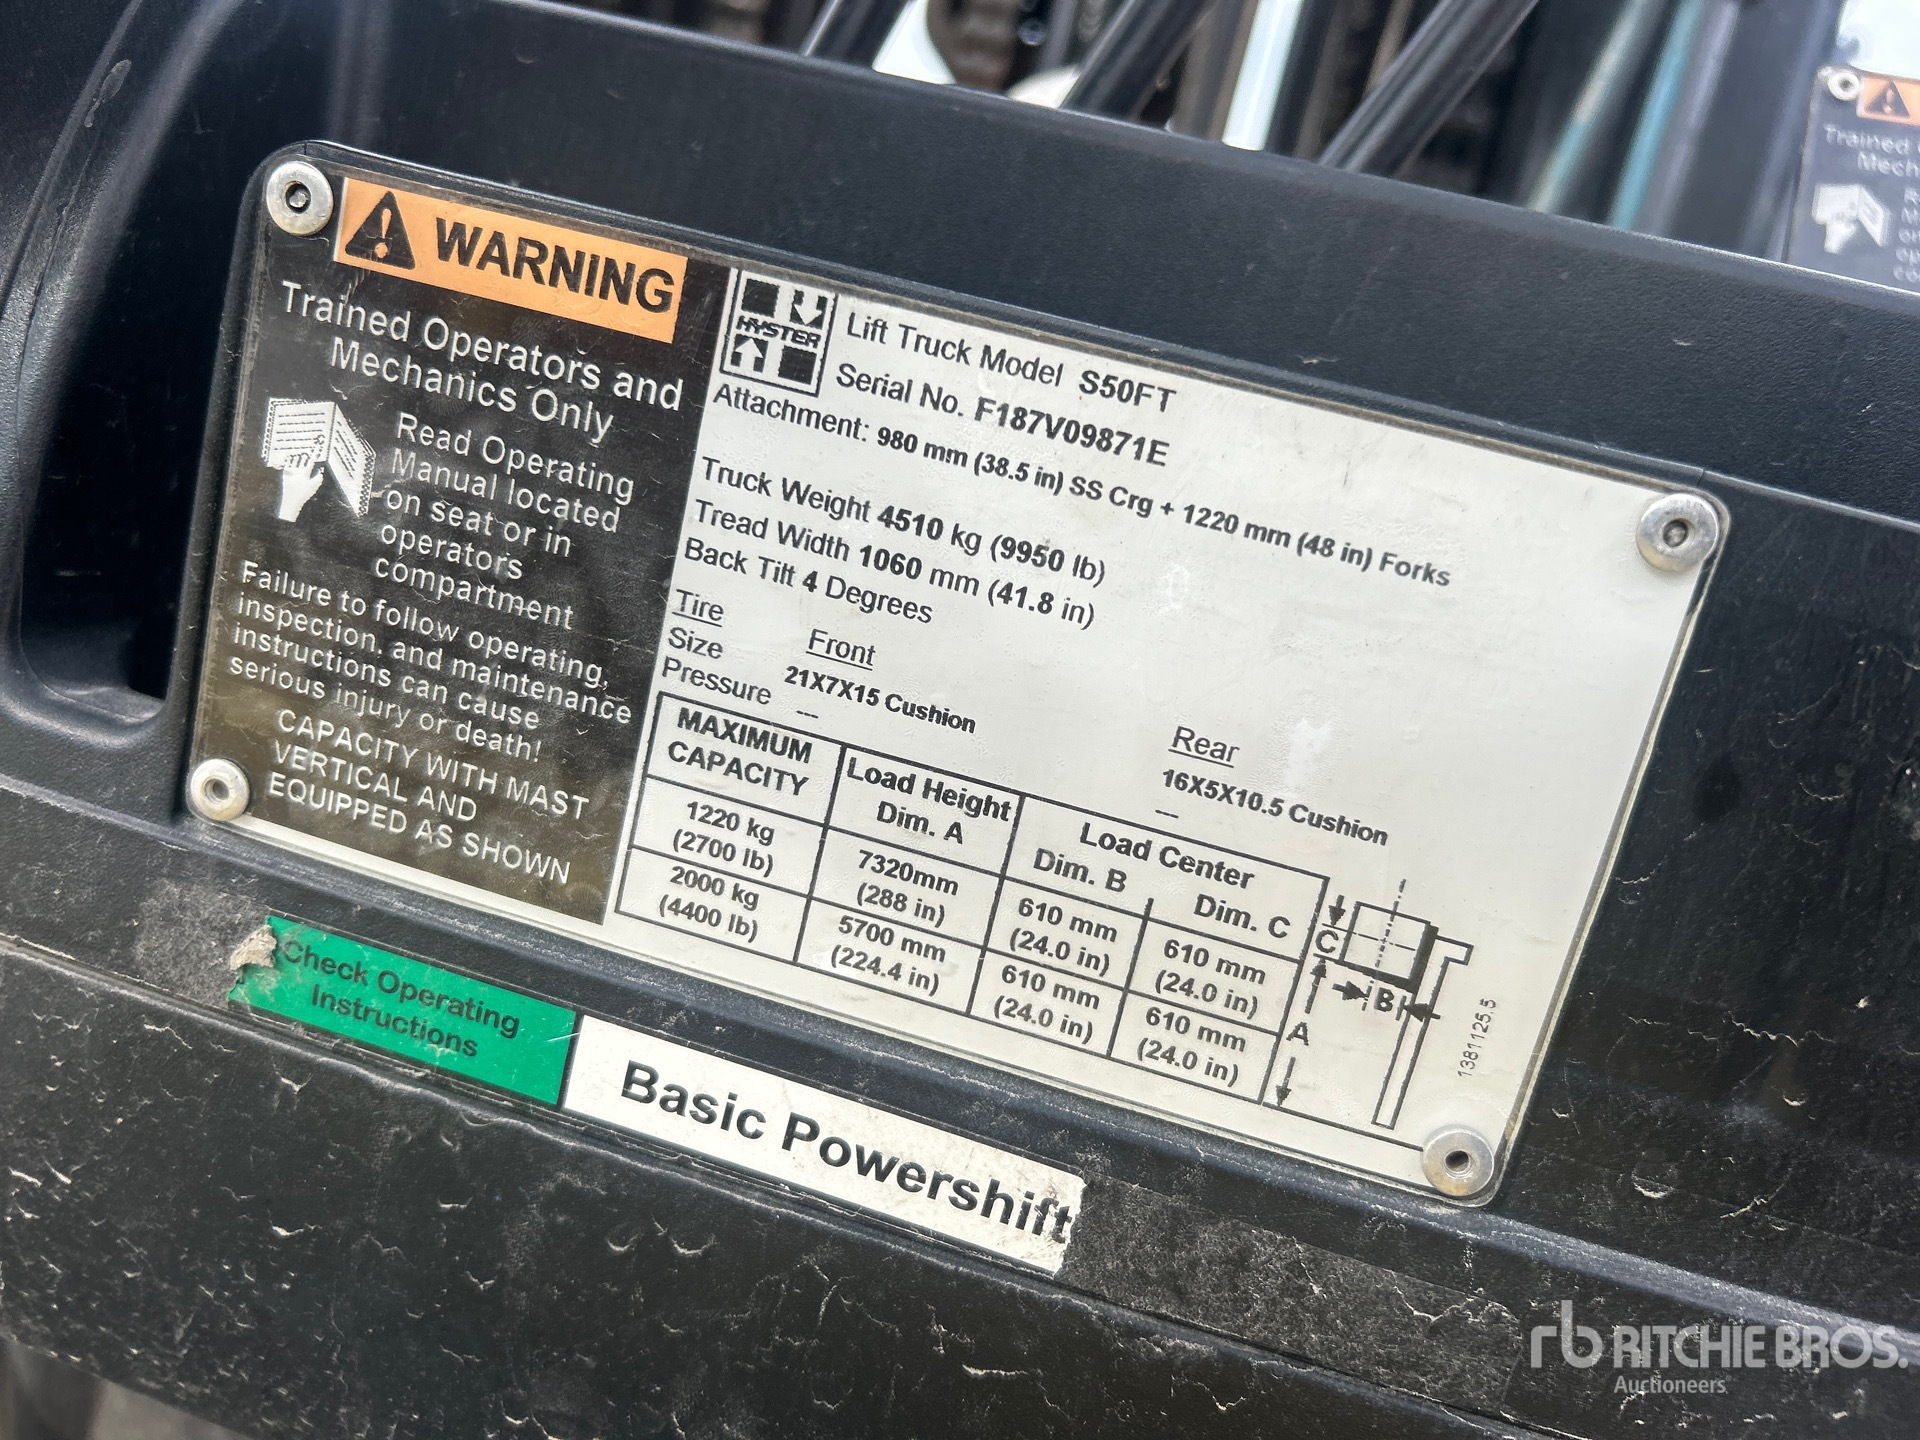 WARNING
Trained Operators and
Mechanics Only
Read Operating
Manual located
on seat or in
operators
compartment
Failure to follow operating,
inspection, and maintenance
instructions can cause
serious injury or death!
CAPACITY WITH MAST
VERTICAL AND
EQUIPPED AS SHOWN
HYSTER
Lift Truck Model S50FT
Serial No. F187V09871E
Attachment: 980 mm (38.5 in) SS Crg + 1220 mm (48 in) Forks
Truck Weight 4510 kg (9950 lb)
Tread Width 1060 mm (41.8 in)
Back Tilt 4 Degrees
Tire Front Rear
Size 21X7X15 Cushion 16X5X10.5 Cushion
Pressure --- ---
MAXIMUM CAPACITY
Load Height Dim. A
Load Center
Dim. B Dim. C
1220 kg 7320mm 610 mm 610 mm
(2700 lb) (288 in) (24.0 in) (24.0 in)
2000 kg 5700 mm 610 mm 610 mm
(4400 lb) (224.4 in) (24.0 in) (24.0 in)
C
B
A
1381125.5
Check Operating
Instructions
Basic Powershift
Trained
Mech
rb RITCHIE BROS.
Auctioneers